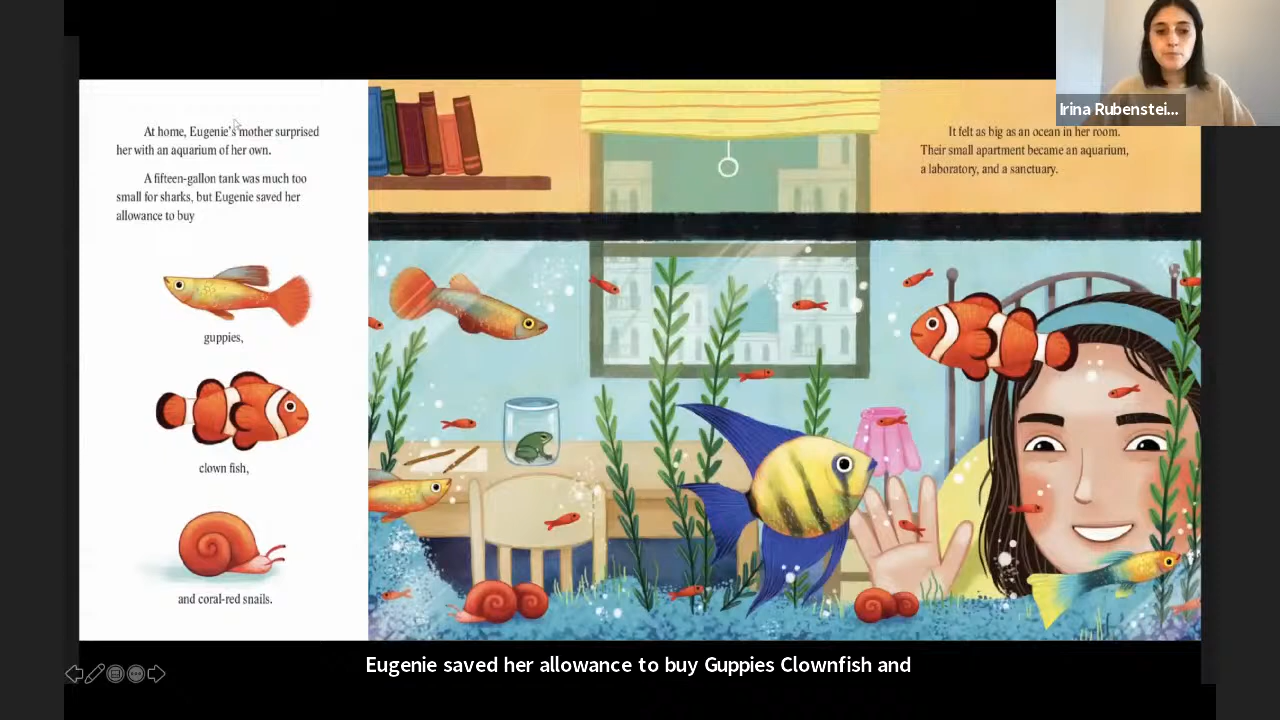 At home, Eugenie's mother surprised
her with an aquarium of her own.
A fifteen-gallon tank was much too
small for sharks, but Eugenie saved her
allowance to buy
guppies,
clown fish,
and coral-red snails.
It felt as big as an ocean in her room.
Their small apartment became an aquarium,
a laboratory, and a sanctuary.
Irina Rubenstei...
Eugenie saved her allowance to buy Guppies Clownfish and